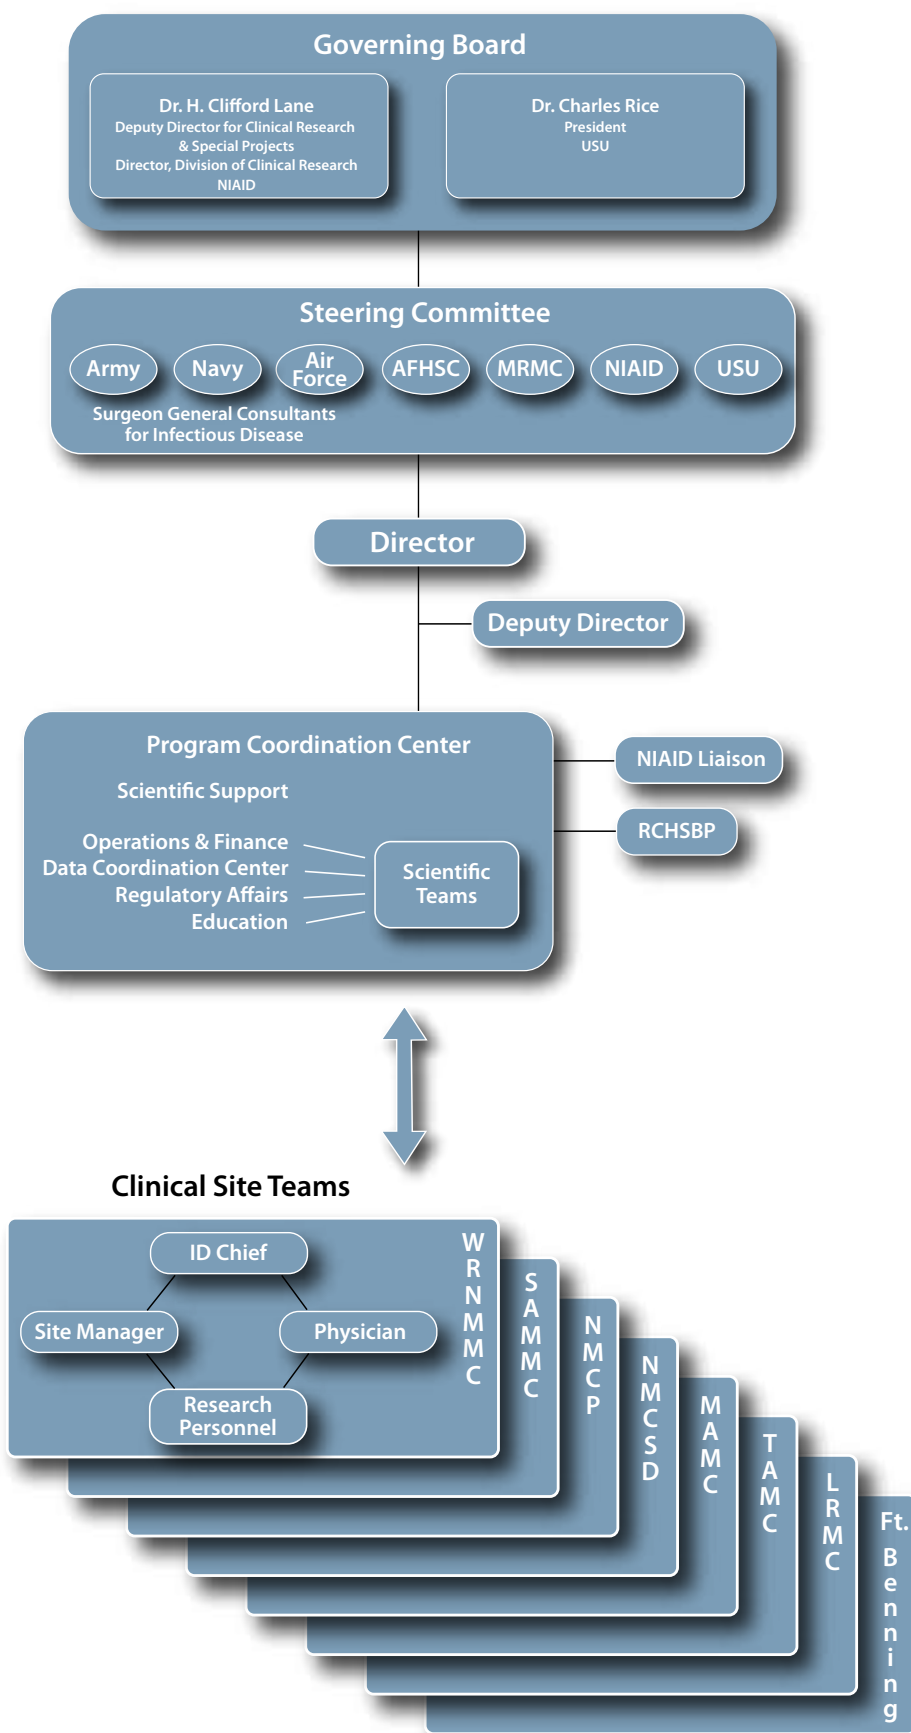 Governing Board
Dr. H. Clifford Lane
Deputy Director for Clinical Research
& Special Projects
Director, Division of Clinical Research
NIAID
Dr. Charles Rice
President
USU
Steering Committee
Army
Navy
Air
Force
AFHSC
MRMC
NIAID
USU
Surgeon General Consultants
for Infectious Disease
Director
Deputy Director
Program Coordination Center
Scientific Support
Operations & Finance
Data Coordination Center
Regulatory Affairs
Education
Scientific
Teams
NIAID Liaison
RCHSBP
Clinical Site Teams
ID Chief
Site Manager
Physician
Research
Personnel
WRNMMC
SAMMC
NMCP
NMCSD
MAMC
TAMC
LRMC
Ft. Benning